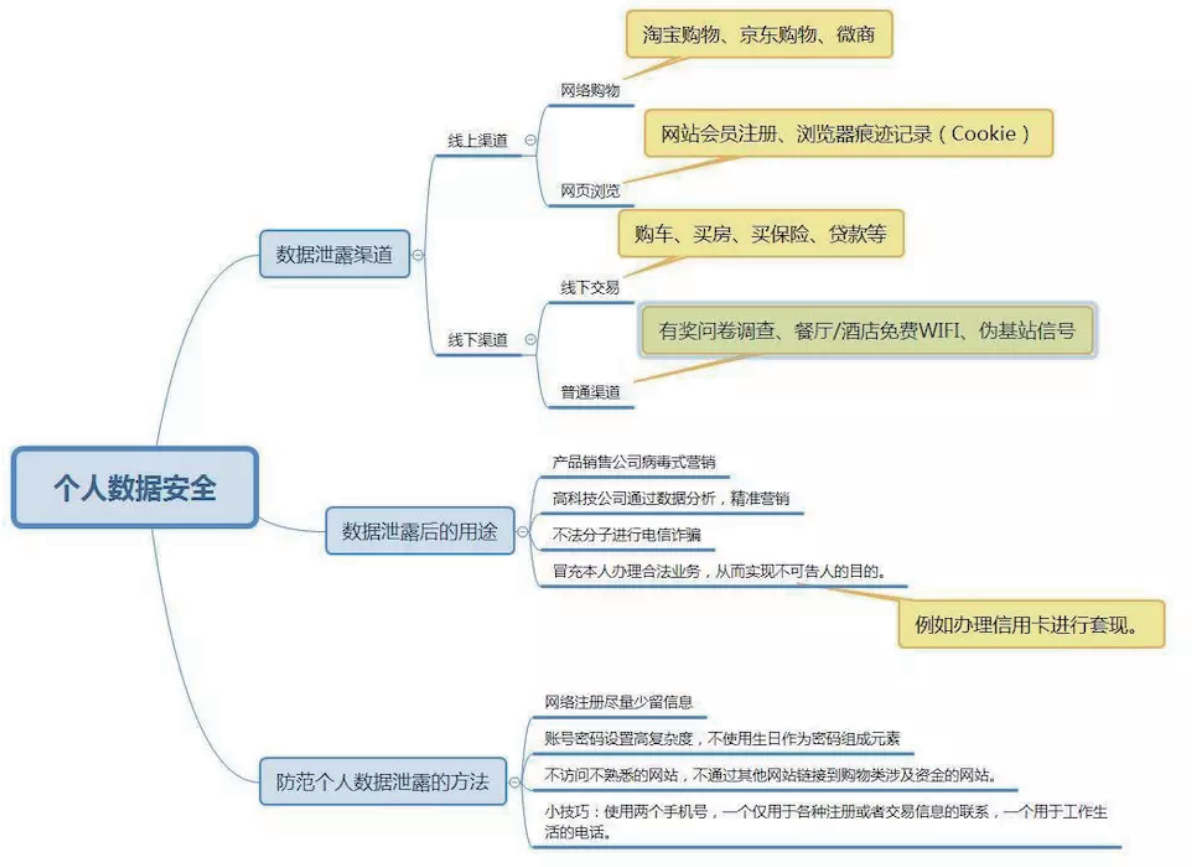 个人数据安全
数据泄露渠道
线上渠道
网络购物
淘宝购物、京东购物、微商
网页浏览
网站会员注册、浏览器痕迹记录（Cookie）
线下渠道
线下交易
购车、买房、买保险、贷款等
普通渠道
有奖问卷调查、餐厅/酒店免费WIFI、伪基站信号
数据泄露后的用途
产品销售公司病毒式营销
高科技公司通过数据分析，精准营销
不法分子进行电信诈骗
冒充本人办理合法业务，从而实现不可告人的目的。
例如办理信用卡进行套现。
防范个人数据泄露的方法
网络注册尽量少留信息
账号密码设置高复杂度，不使用生日作为密码组成元素
不访问不熟悉的网站，不通过其他网站链接到购物类涉及资金的网站。
小技巧：使用两个手机号，一个仅用于各种注册或者交易信息的联系，一个用于工作生
活的电话。